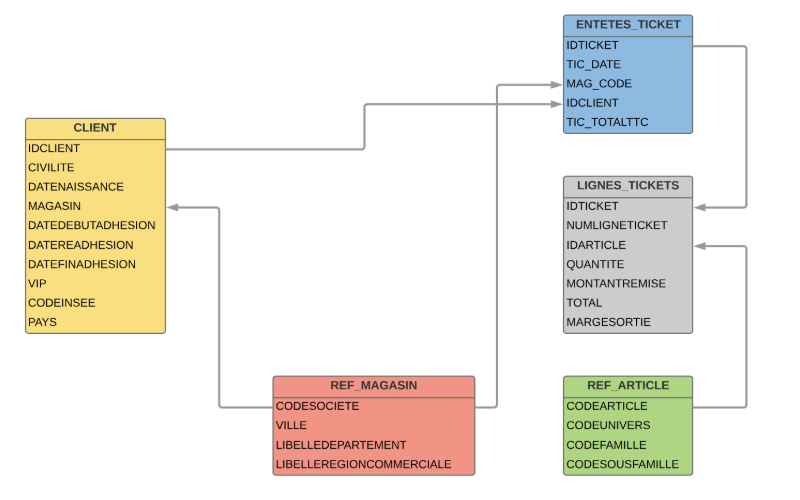 ENTETES_TICKET
IDTICKET
TIC_DATE
MAG_CODE
IDCLIENT
TIC_TOTALTTC
CLIENT
IDCLIENT
CIVILITE
DATENAISSANCE
MAGASIN
DATEDEBUTADHESION
DATEREADHESION
DATEFINADHESION
VIP
CODEINSEE
PAYS
LIGNES_TICKETS
IDTICKET
NUMLIGNETICKET
IDARTICLE
QUANTITE
MONTANTREMISE
TOTAL
MARGESORTIE
REF_MAGASIN
CODESOCIETE
VILLE
LIBELLEDEPARTEMENT
LIBELLEREGIONCOMMERCIALE
REF_ARTICLE
CODEARTICLE
CODEUNIVERS
CODEFAMILLE
CODESOUSFAMILLE